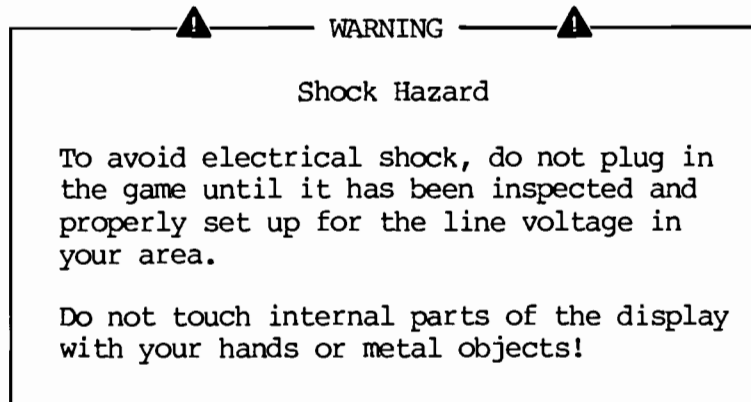 WARNING
Shock Hazard
To avoid electrical shock, do not plug in
the game until it has been inspected and
properly set up for the line voltage in
your area.
Do not touch internal parts of the display
with your hands or metal objects!